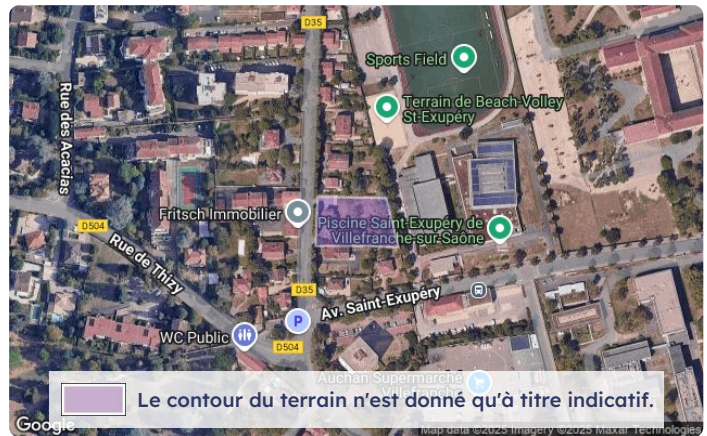 D35
Sports Field
Terrain de Beach-Volley
St-Exupéry
Rue des Acacias
Fritsch Immobilier
D504
Piscine Saint-Exupéry de
Villefranche-sur-Saône
Rue de Thizy
D35
Av. Saint-Exupéry
P
WC Public
D504
Auchan Supermarché
Villefranche
Le contour du terrain n'est donné qu'à titre indicatif.
Google
Map data ©2025 Imagery ©2025 Maxar Technologies